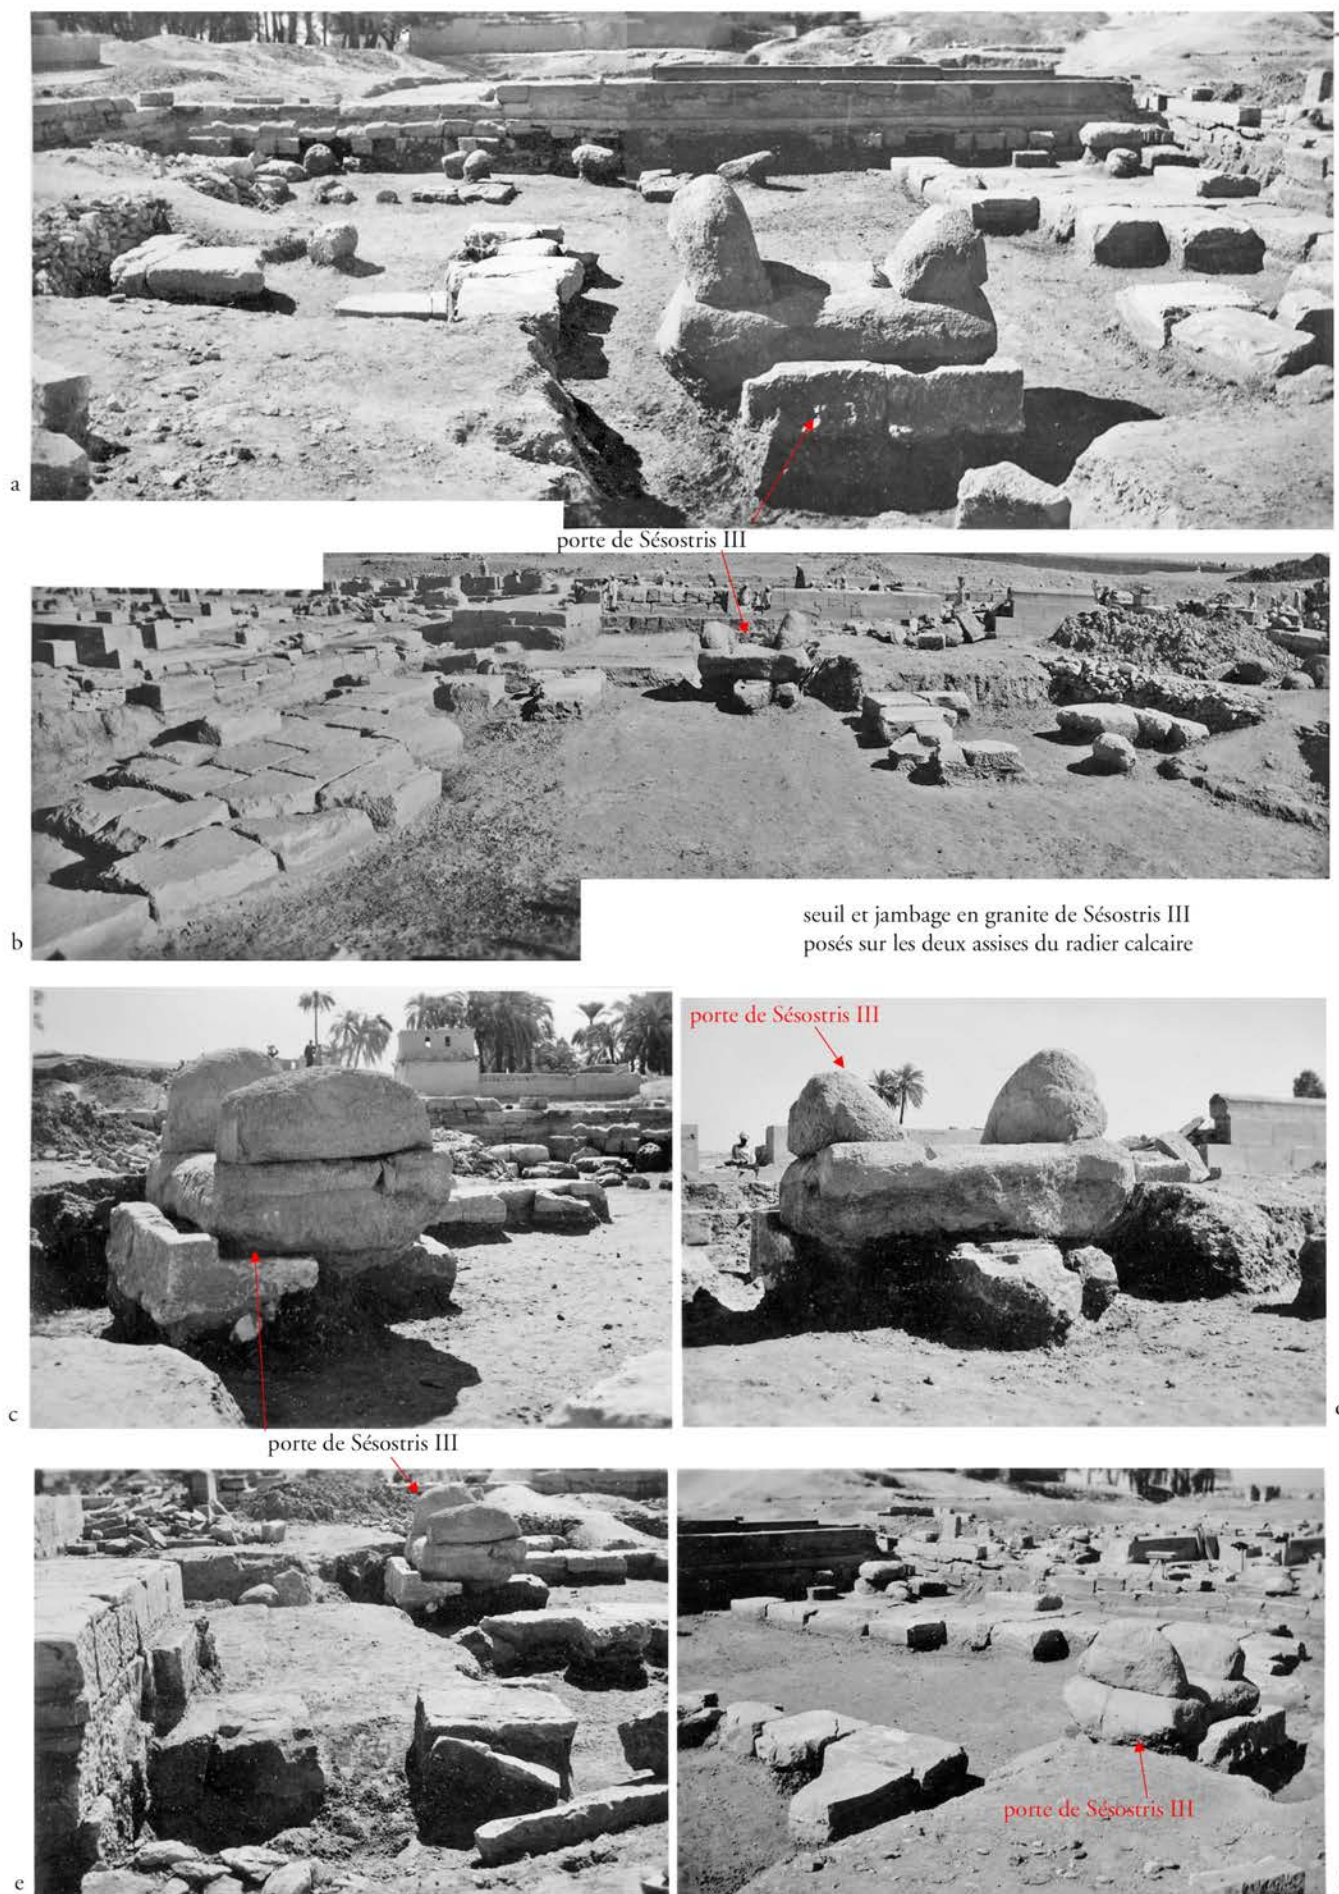 a
porte de Sésostris III
b
seuil et jambage en granite de Sésostris III
posés sur les deux assises du radier calcaire
porte de Sésostris III
c
porte de Sésostris III
e
porte de Sésostris III